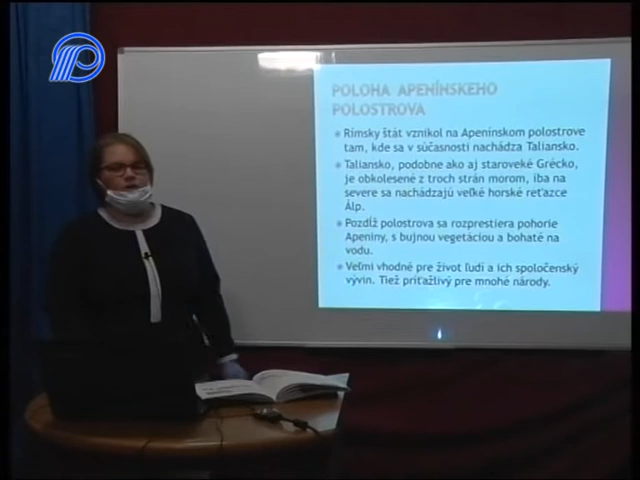 POLOHA APENÍNSKEHO
POLOSTROVA
Rímsky štát vznikol na Apenínskom polostrove
tam, kde sa v súčasnosti nachádza Taliansko.
Taliansko, podobne ako aj staroveké Grécko,
je obkolesené z troch strán morom, iba na
severe sa nachádzajú veľké horské reťazce
Álp.
Pozdĺž polostrova sa rozprestiera pohorie
Apeniny, s bujnou vegetáciou a bohaté na
vodu.
Veľmi vhodné pre život ľudí a ich spoločenský
vývin. Tiež príťažlivý pre mnohé národy.